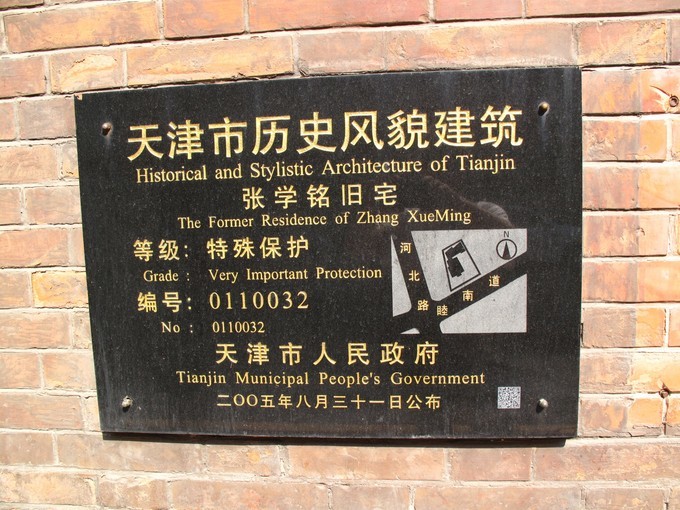 天津市历史风貌建筑
Historical and Stylistic Architecture of Tianjin
张学铭旧宅
The Former Residence of Zhang XueMing
等级：特殊保护
Grade : Very Important Protection
编号：0110032
No : 0110032
N
河北路
睦南道
天津市人民政府
Tianjin Municipal People's Government
二〇〇五年八月三十一日公布